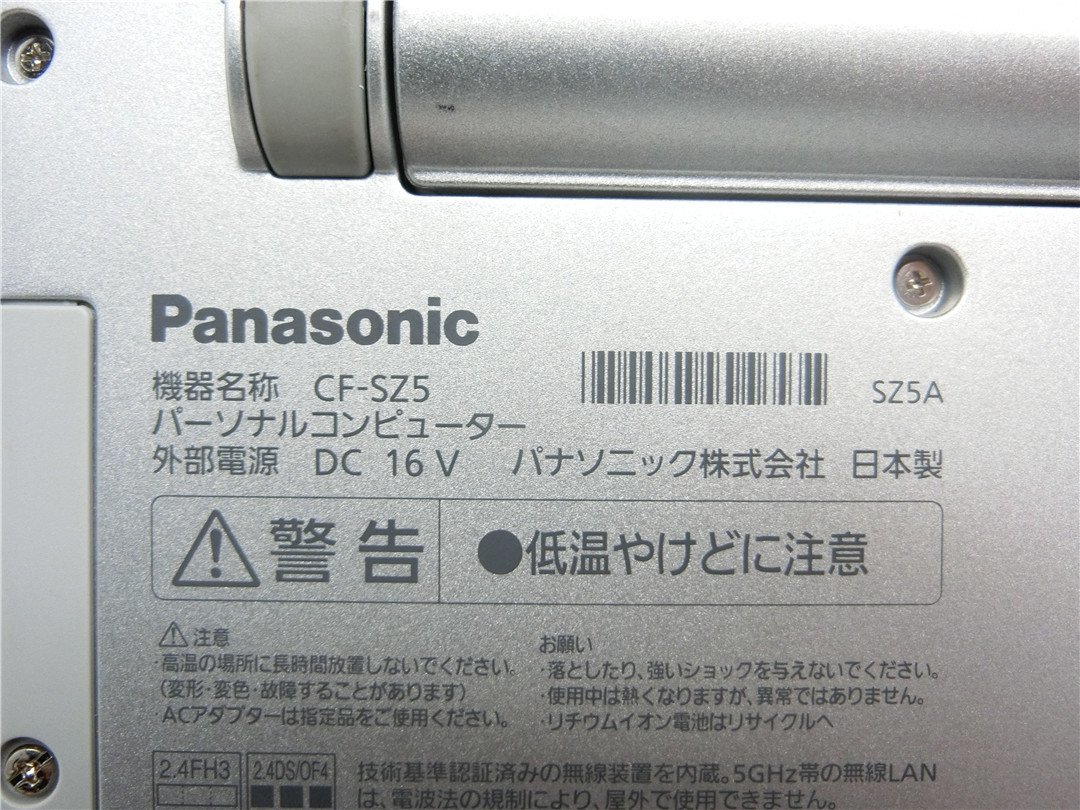 Panasonic
機器名称 CF-SZ5 SZ5A
パーソナルコンピューター
外部電源 DC 16 V パナソニック株式会社 日本製
警告 ●低温やけどに注意
注意
・高温の場所に長時間放置しないでください。
(変形・変色・故障することがあります)
・ACアダプターは指定品をご使用ください。
お願い
・落としたり、強いショックを与えないでください。
・使用中は熱くなりますが、異常ではありません。
・リチウムイオン電池はリサイクルへ
2.4FH3 2.4DS/OF4
技術基準認証済みの無線装置を内蔵。5GHz帯の無線LAN
は、電波法の規制により、屋外で使用できません。